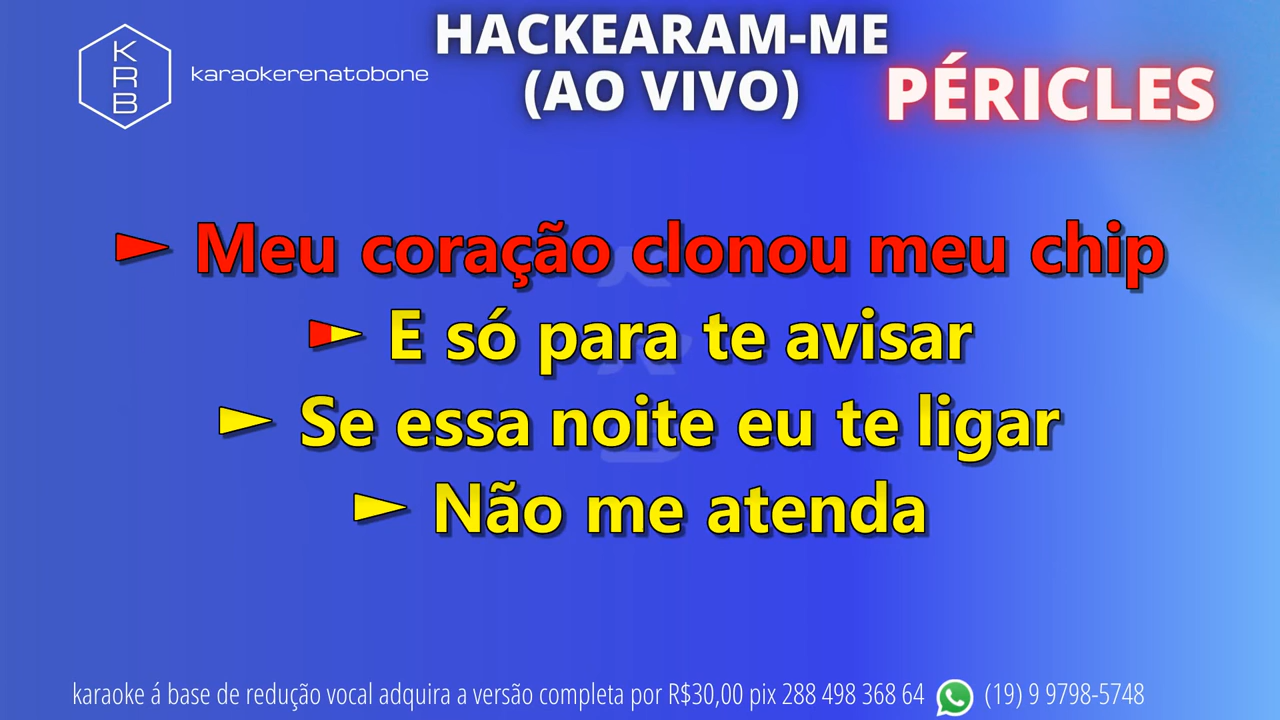 K
R
B
karaokerenatobone
HACKEARAM-ME
(AO VIVO)
PÉRICLES
Meu coração clonou meu chip
E só para te avisar
Se essa noite eu te ligar
Não me atenda
karaoke á base de redução vocal adquira a versão completa por R$30,00 pix 288 498 368 64 (19) 9 9798-5748